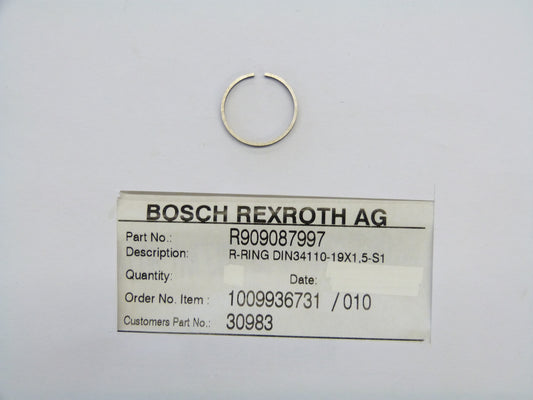 BOSCH REXROTH AG
Part No.: R909087997
Description: R-RING DIN34110-19X1,5-S1
Quantity: Date:
Order No. Item : 1009936731 / 010
Customers Part No.: 30983